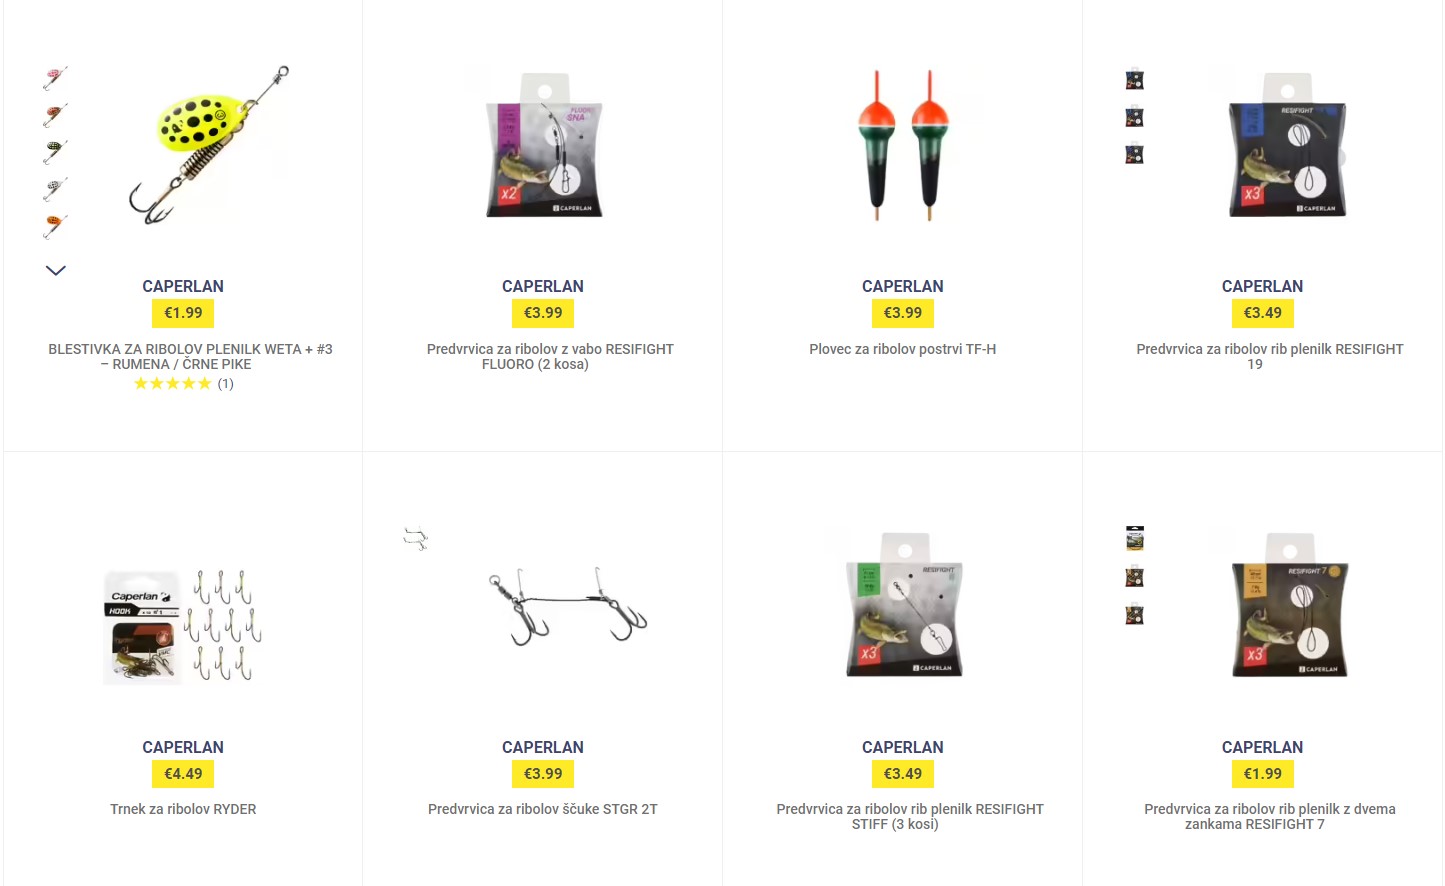 FLUORO
SNA
x2
CAPERLAN
RESIFIGHT
x3
CAPERLAN
CAPERLAN
€1.99
BLESTIVKA ZA RIBOLOV PLENILK WETA + #3
– RUMENA / ČRNE PIKE
(1)
CAPERLAN
€3.99
Predvrvica za ribolov z vabo RESIFIGHT
FLUORO (2 kosa)
CAPERLAN
€3.99
Plovec za ribolov postrvi TF-H
CAPERLAN
€3.49
Predvrvica za ribolov rib plenilk RESIFIGHT
19
Caperlan
HOOK
RESIFIGHT
x3
CAPERLAN
RESIFIGHT 7
x3
CAPERLAN
CAPERLAN
€4.49
Trnek za ribolov RYDER
CAPERLAN
€3.99
Predvrvica za ribolov ščuke STGR 2T
CAPERLAN
€3.49
Predvrvica za ribolov rib plenilk RESIFIGHT
STIFF (3 kosi)
CAPERLAN
€1.99
Predvrvica za ribolov rib plenilk z dvema
zankama RESIFIGHT 7